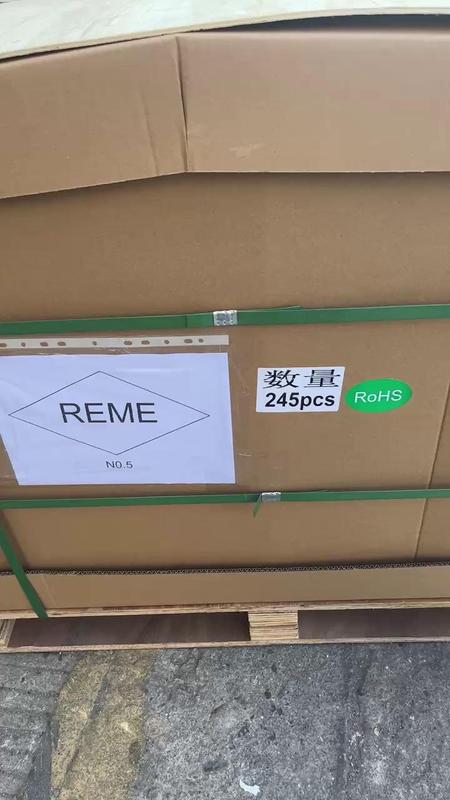 REME
N0.5
数量
245pcs
RoHS